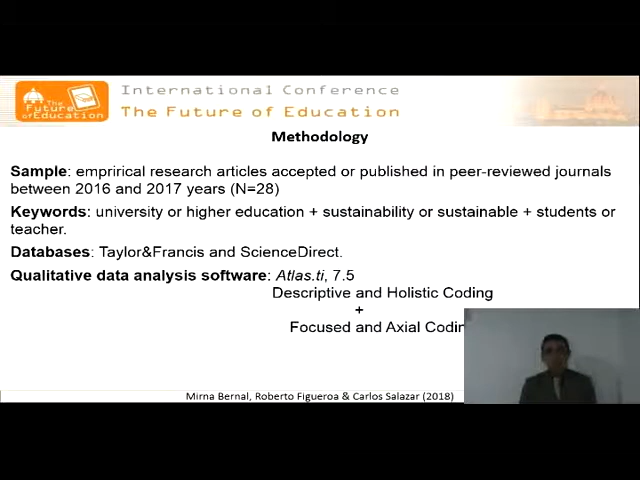 The
Future
of Education
International Conference
The Future of Education
Methodology
Sample: emprirical research articles accepted or published in peer-reviewed journals
between 2016 and 2017 years (N=28)
Keywords: university or higher education + sustainability or sustainable + students or
teacher.
Databases: Taylor&Francis and ScienceDirect.
Qualitative data analysis software: Atlas.ti, 7.5
Descriptive and Holistic Coding
+
Focused and Axial Codin
Mirna Bernal, Roberto Figueroa & Carlos Salazar (2018)